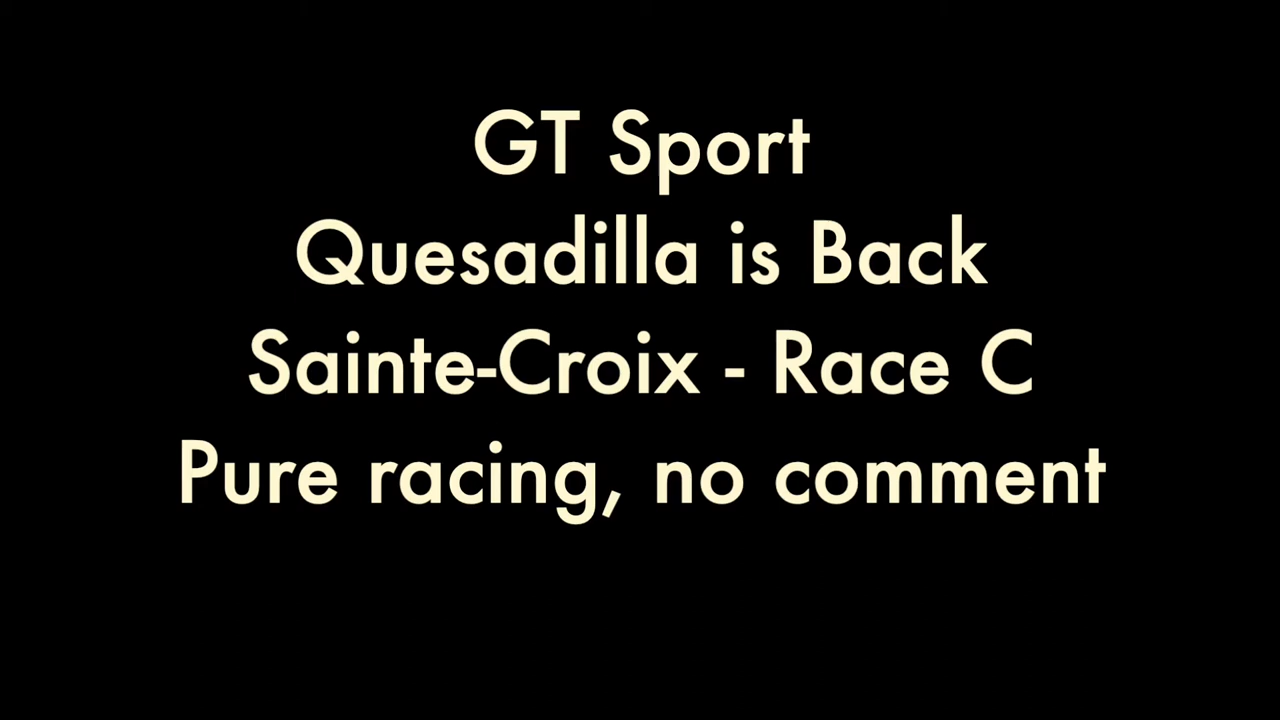 GT Sport
Quesadilla is Back
Sainte-Croix - Race C
Pure racing, no comment